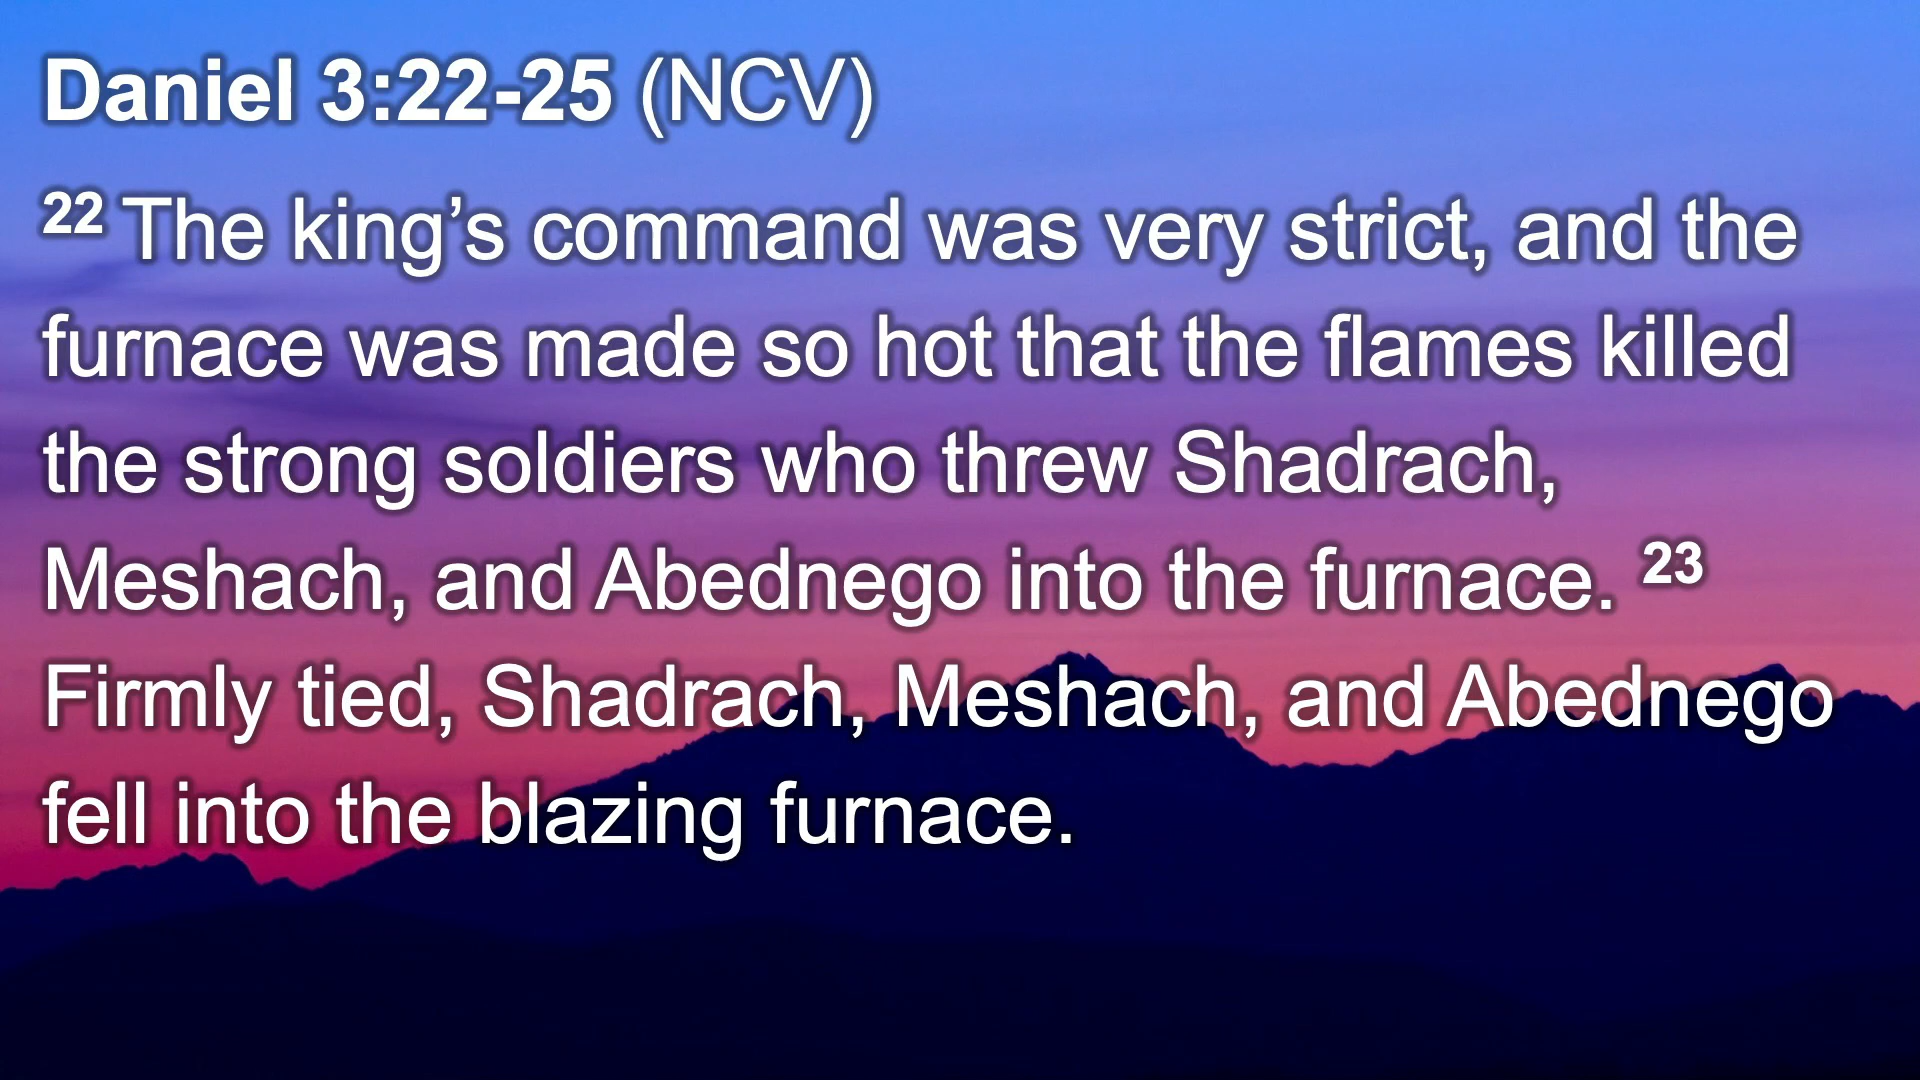 Daniel 3:22-25 (NCV)
22 The king’s command was very strict, and the
furnace was made so hot that the flames killed
the strong soldiers who threw Shadrach,
Meshach, and Abednego into the furnace. 23
Firmly tied, Shadrach, Meshach, and Abednego
fell into the blazing furnace.